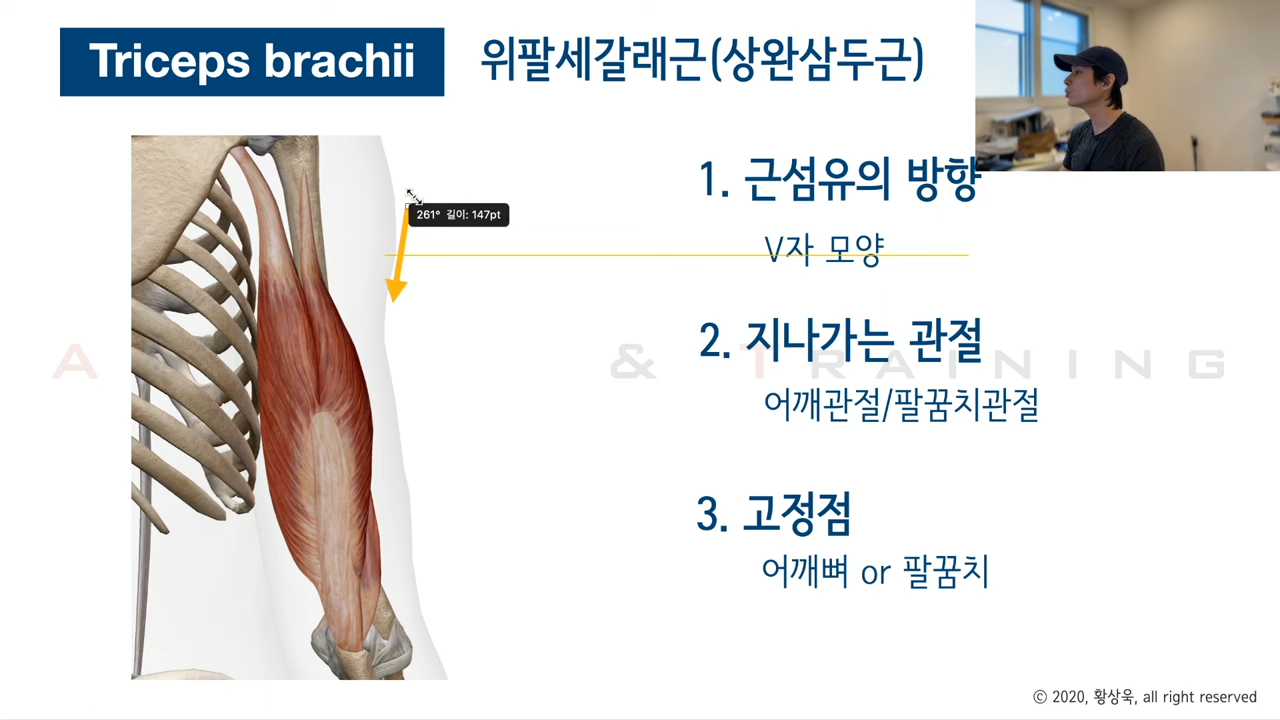 Triceps brachii
위팔세갈래근(상완삼두근)
1. 근섬유의 방향
261° 길이: 147pt
V자 모양
2. 지나가는 관절
A & TRAINING
어깨관절/팔꿈치관절
3. 고정점
어깨뼈 or 팔꿈치
© 2020, 황상욱, all right reserved